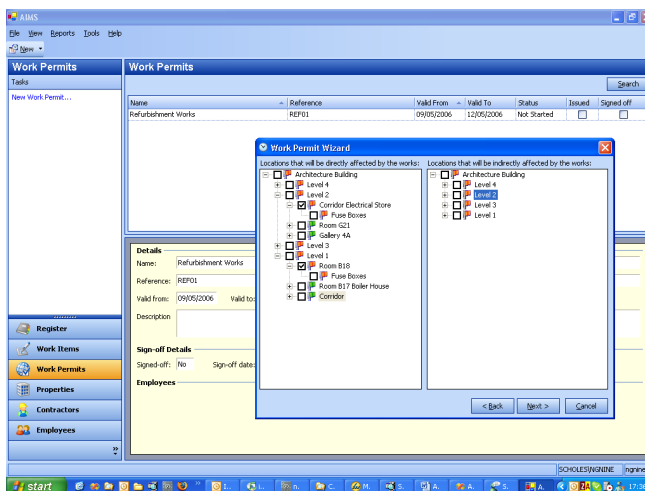 AIMS
File View Reports Tools Help
New
Work Permits
Work Permits
Tasks
Search
New Work Permit...
Name Reference Valid From Valid To Status Issued Signed off
Refurbishment Works REF01 09/05/2006 12/05/2006 Not Started
Work Permit Wizard
Locations that will be directly affected by the works: Locations that will be indirectly affected by the works:
Architecture Building
Level 4
Level 2
Corridor Electrical Store
Fuse Boxes
Room G21
Gallery 4A
Level 3
Level 1
Room B18
Fuse Boxes
Room B17 Boiler House
Corridor
Architecture Building
Level 4
Level 2
Level 3
Level 1
< Back Next > Cancel
Details
Name: Refurbishment Works
Reference: REF01
Valid from: 09/05/2006 Valid to:
Description
Sign-off Details
Signed-off: No Sign-off date:
Employees
Register
Work Items
Work Permits
Properties
Contractors
Employees
SCHOLES\NGNINE ngnine
start I.. i.. n. C. M. S. A. A. S. A. 17:36